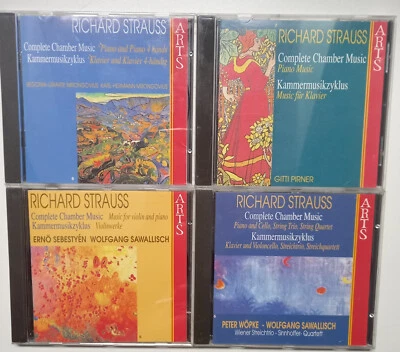 RICHARD STRAUSS
ARTS
Complete Chamber Music "Piano and Piano 4-hands
Kammermusikzyklus "Klavier und Klavier 4-händig
RICHARD STRAUSS
ARTS
Complete Chamber Music
Piano Music
Kammermusikzyklus
Music für Klavier
GITTI PIRNER
RICHARD STRAUSS
ARTS
Complete Chamber Music Music for violin and piano
Kammermusikzyklus Violinwerke
ERNÖ SEBESTYÉN WOLFGANG SAWALLISCH
RICHARD STRAUSS
ARTS
Complete Chamber Music
Piano and Cello, String Trio, String Quartet
Kammermusikzyklus
Klavier und Violoncello, Streichtrio, Streichquartett
PETER WÖPKE - WOLFGANG SAWALLISCH
Wiener Streichtrio - Sinnhoffer - Quartett